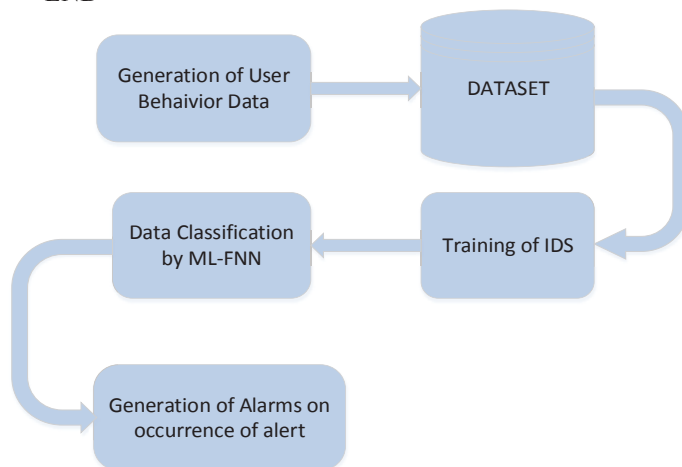 END
Generation of User
Behaivior Data
DATASET
Training of IDS
Data Classification
by ML-FNN
Generation of Alarms on
occurrence of alert